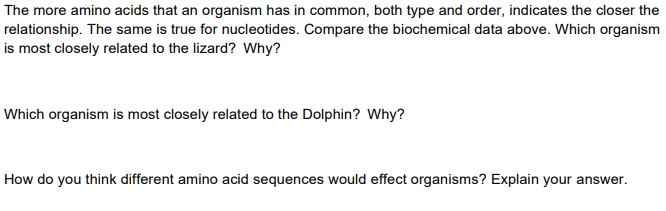 The more amino acids that an organism has in common, both type and order, indicates the closer the
relationship. The same is true for nucleotides. Compare the biochemical data above. Which organism
is most closely related to the lizard? Why?
Which organism is most closely related to the Dolphin? Why?
How do you think different amino acid sequences would effect organisms? Explain your answer.